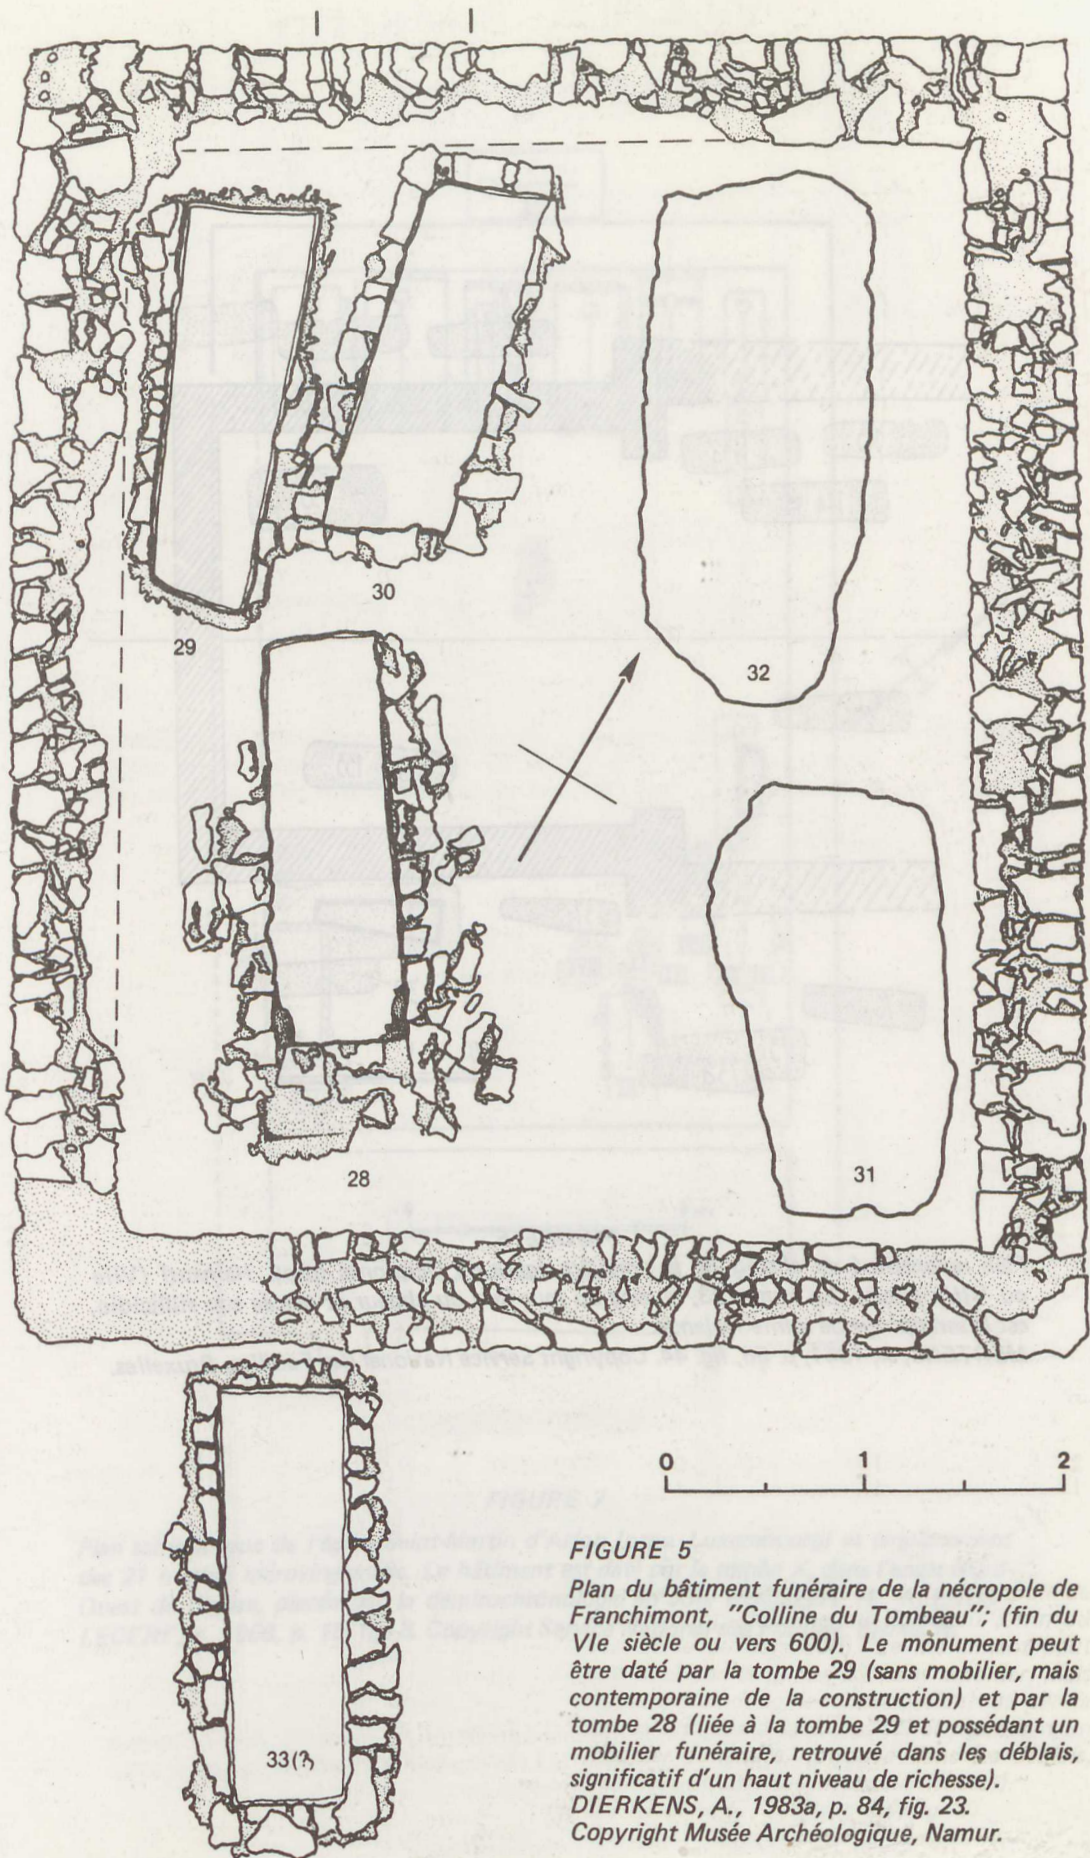 30
29
32
28
31
0 1 2
33(?)
FIGURE 5
Plan du bâtiment funéraire de la nécropole de
Franchimont, "Colline du Tombeau"; (fin du
VIe siècle ou vers 600). Le monument peut
être daté par la tombe 29 (sans mobilier, mais
contemporaine de la construction) et par la
tombe 28 (liée à la tombe 29 et possédant un
mobilier funéraire, retrouvé dans les déblais,
significatif d'un haut niveau de richesse).
DIERKENS, A., 1983a, p. 84, fig. 23.
Copyright Musée Archéologique, Namur.